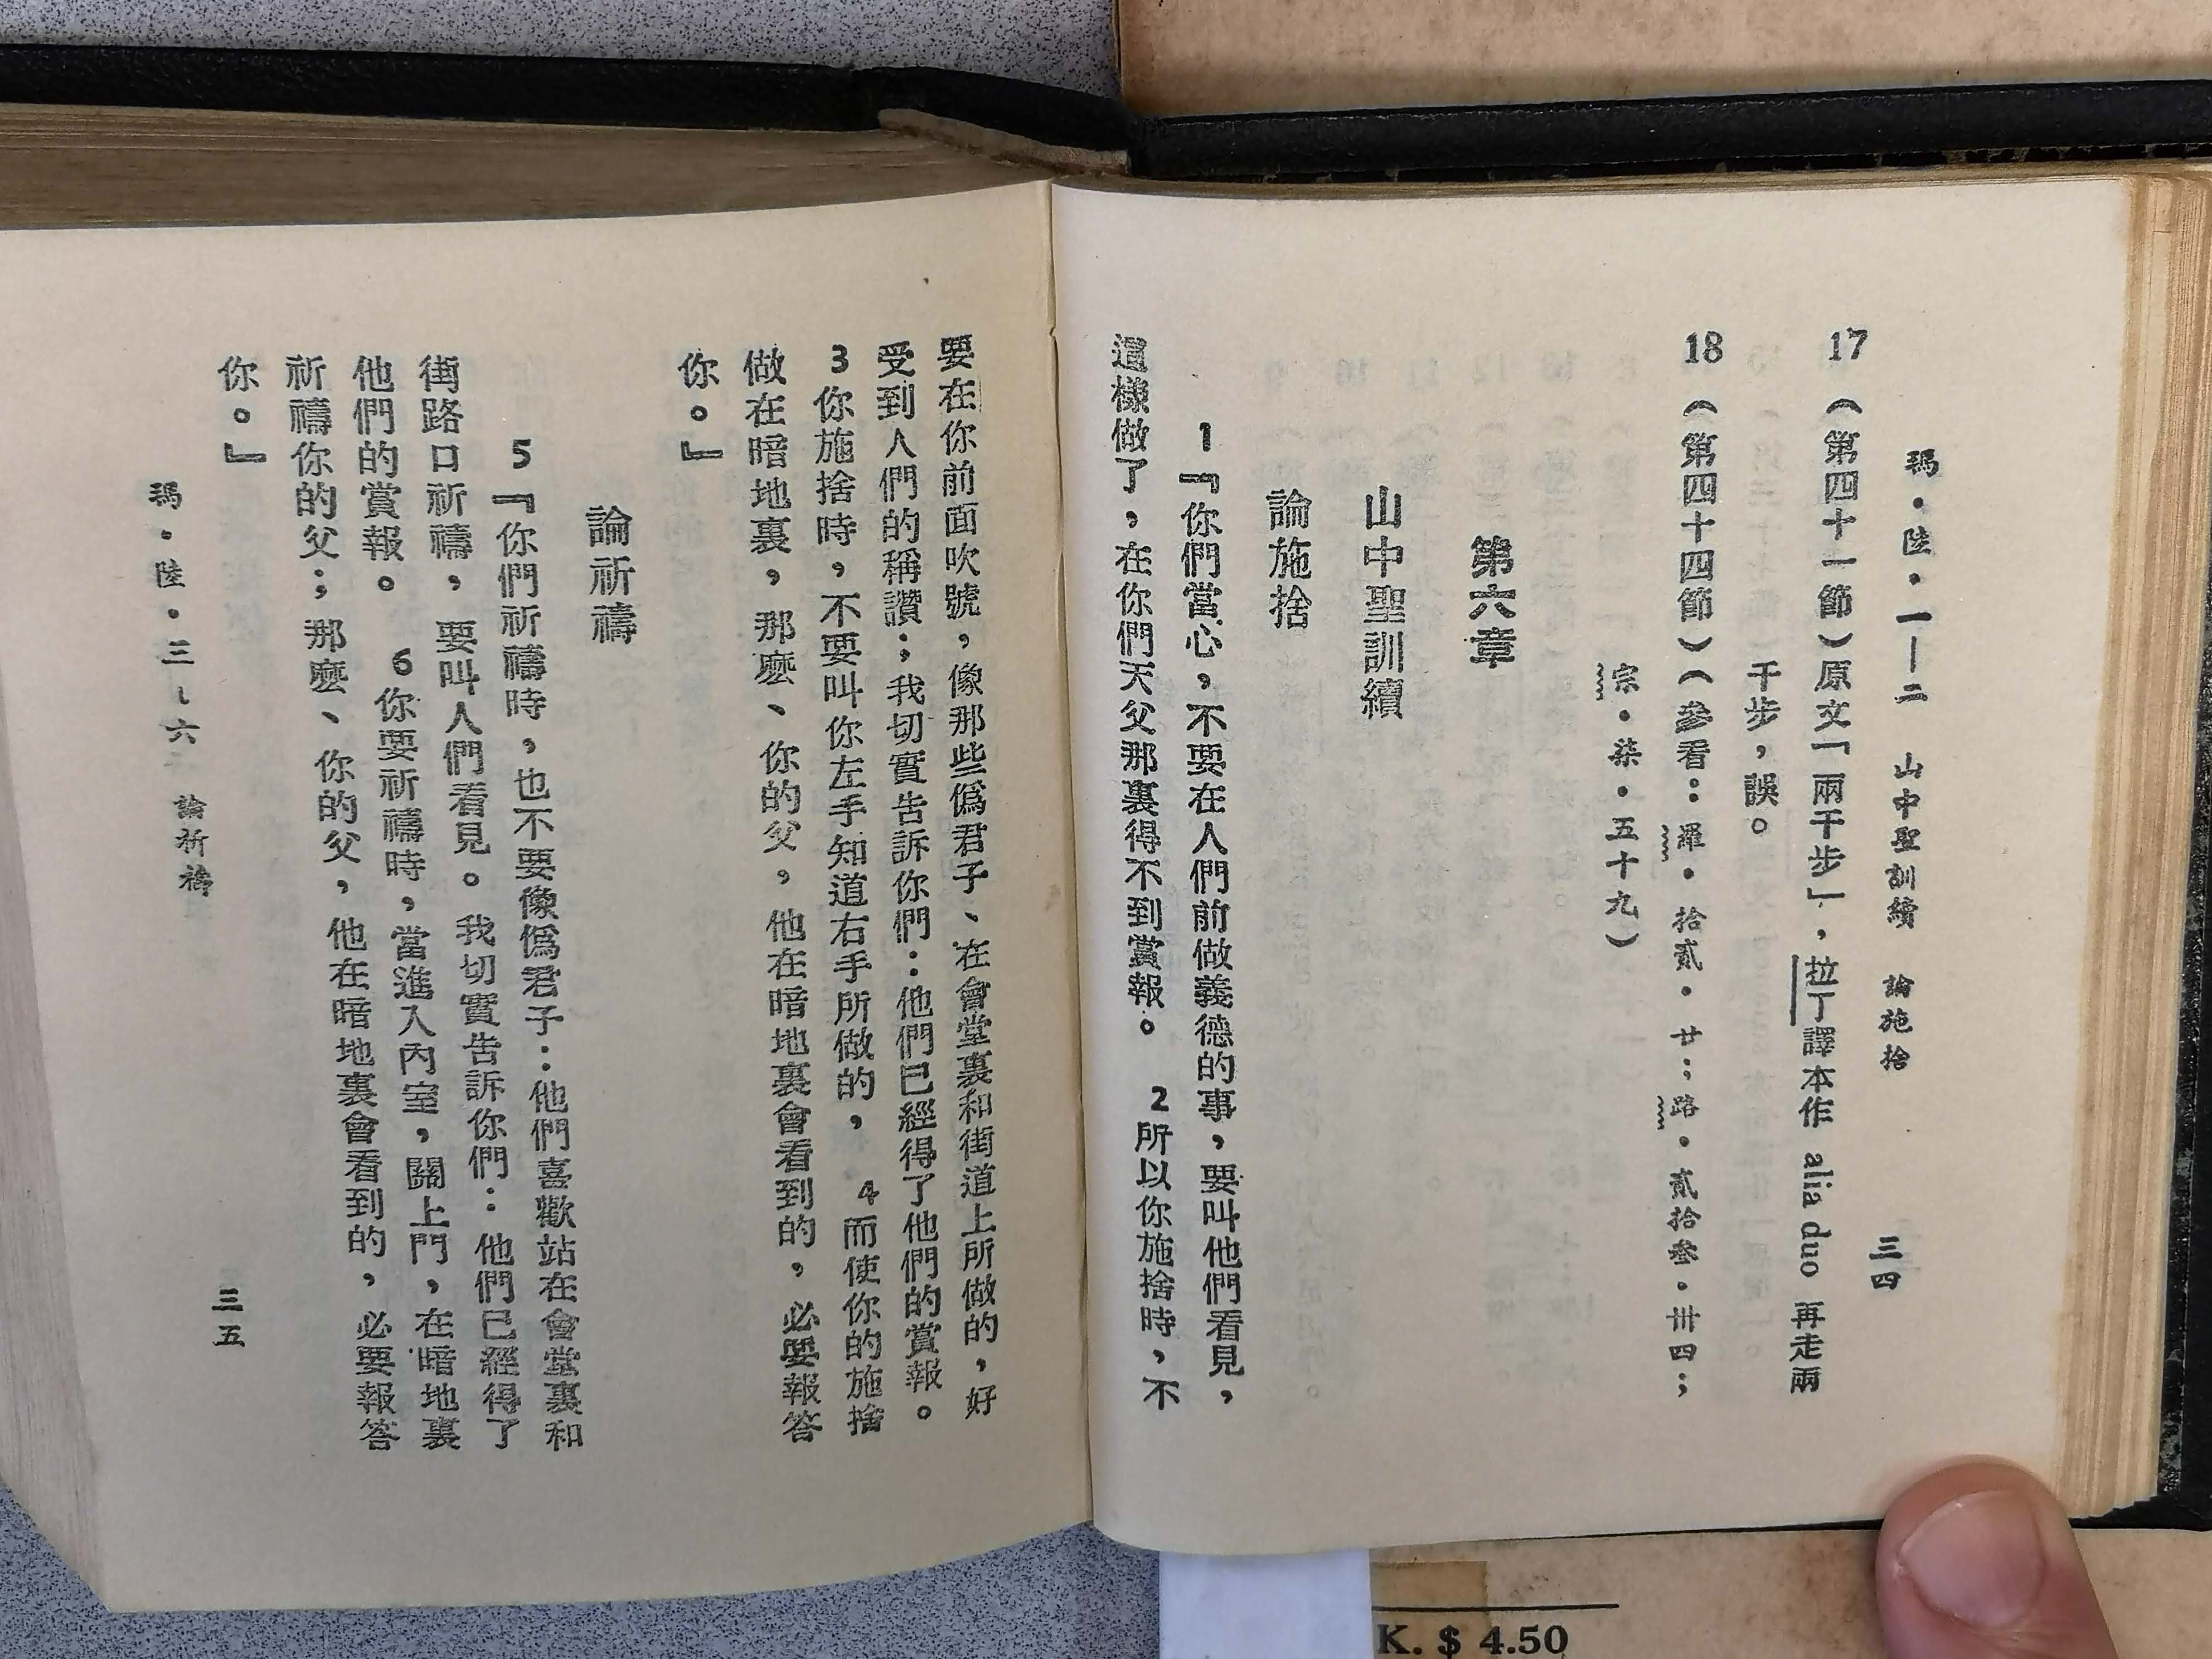 瑪・陸・一—二　山中聖訓續　論施捨　三四
17（第四十一節）原文「兩千步」，拉丁譯本作 alia duo 再走兩
千步，誤。
18（第四十四節）（參看：羅・拾貳・廿；路・貳拾參・卅四；
宗・柒・五十九）
第六章
山中聖訓續
論施捨
1『你們當心，不要在人們前做義德的事，要叫他們看見，
這樣做了，在你們天父那裏得不到賞報。　2所以你施捨時，不
要在你前面吹號，像那些僞君子、在會堂裏和街道上所做的，好
受到人們的稱讚；我切實告訴你們：他們已經得了他們的賞報。
3你施捨時，不要叫你左手知道右手所做的，　4而使你的施捨
做在暗地裏，那麼、你的父，他在暗地裏會看到的，必要報答
你。』
論祈禱
5『你們祈禱時，也不要像僞君子：他們喜歡站在會堂裏和
街路口祈禱，要叫人們看見。我切實告訴你們：他們已經得了
他們的賞報。　6你要祈禱時，當進入內室，關上門，在暗地裏
祈禱你的父；那麼、你的父，他在暗地裏會看到的，必要報答
你。』
瑪・陸・三～六　論祈禱　三五
K. $ 4.50